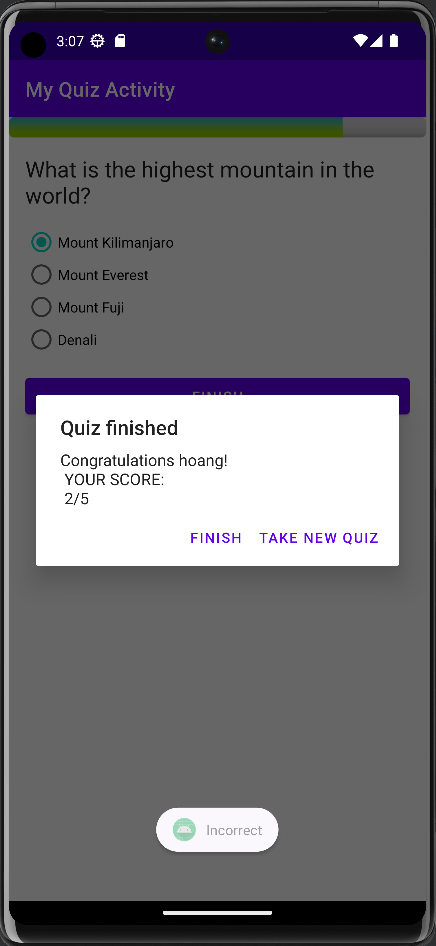 3:07
My Quiz Activity
What is the highest mountain in the
world?
Mount Kilimanjaro
Mount Everest
Mount Fuji
Denali
FINISH
Quiz finished
Congratulations hoang!
YOUR SCORE:
2/5
FINISH TAKE NEW QUIZ
Incorrect